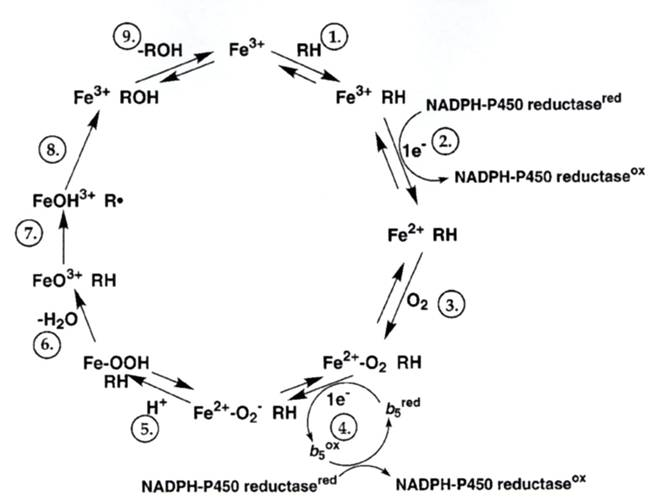 9.
-ROH
Fe³⁺
RH
1.
Fe³⁺ ROH
Fe³⁺ RH
NADPH-P450 reductaseʳᵉᵈ
1e⁻
2.
NADPH-P450 reductaseᵒˣ
8.
FeOH³⁺ R•
7.
Fe²⁺ RH
FeO³⁺ RH
O₂
3.
-H₂O
6.
Fe-OOH
RH
Fe²⁺-O₂ RH
H⁺
5.
Fe²⁺-O₂⁻ RH
1e⁻
4.
b₅ʳᵉᵈ
b₅ᵒˣ
NADPH-P450 reductaseʳᵉᵈ
NADPH-P450 reductaseᵒˣ